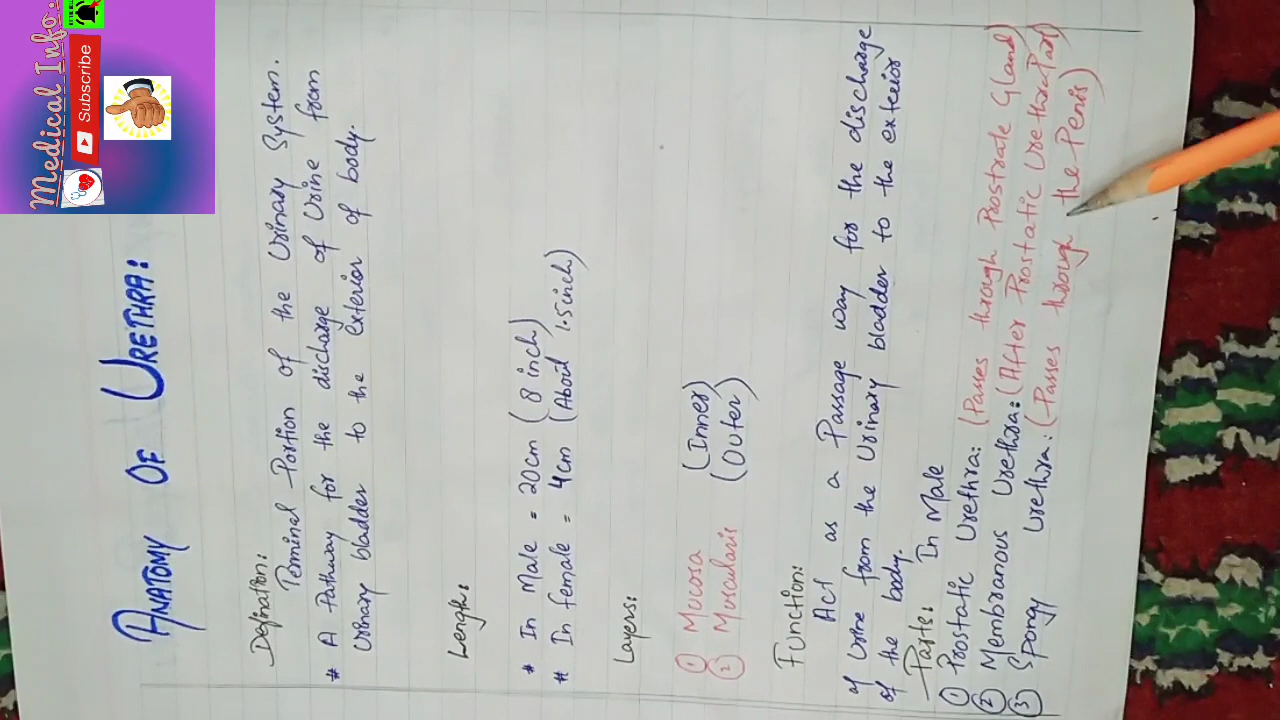 Medical Info.
Subscribe
ANATOMY OF URETHRA:
Defination:
Terminal Portion of the Urinary System.
* A Pathway for the discharge of Urine from
Urinary bladder to the exterior of body.
Length:
* In Male = 20cm (8 inch)
* In female = 4cm (About 1.5inch)
Layers:
① Mucosa (Inner)
② Muscularis (Outer)
Function:
Act as a Passage way for the discharge
of Urine from the Urinary bladder to the exterior
of the body.
Parts: In Male
① Prostatic Urethra: (Passes through Prostrate Gland)
② Membranous Urethra: (After Prostatic Urethra Part)
③ Spongy Urethra: (Passes through the Penis)